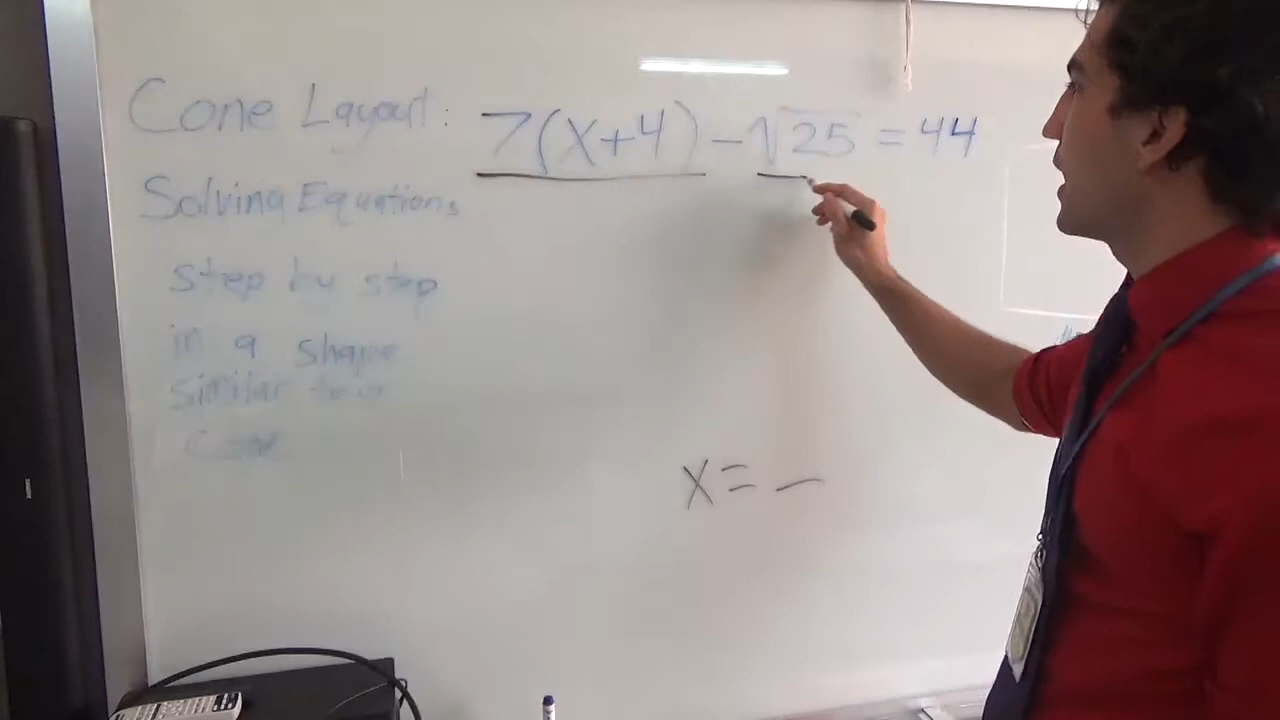 Cone Layout: 7(x+4) - √25 = 44
Solving Equations
step by step
in a shape
similar to a
Cone
x = _